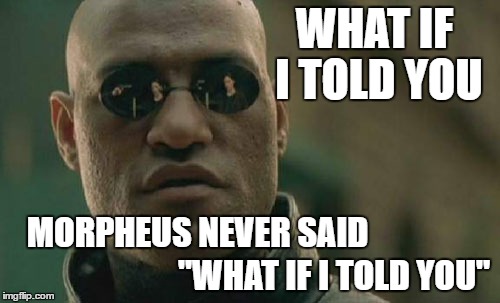 WHAT IF
I TOLD YOU
MORPHEUS NEVER SAID
"WHAT IF I TOLD YOU"
imgflip.com